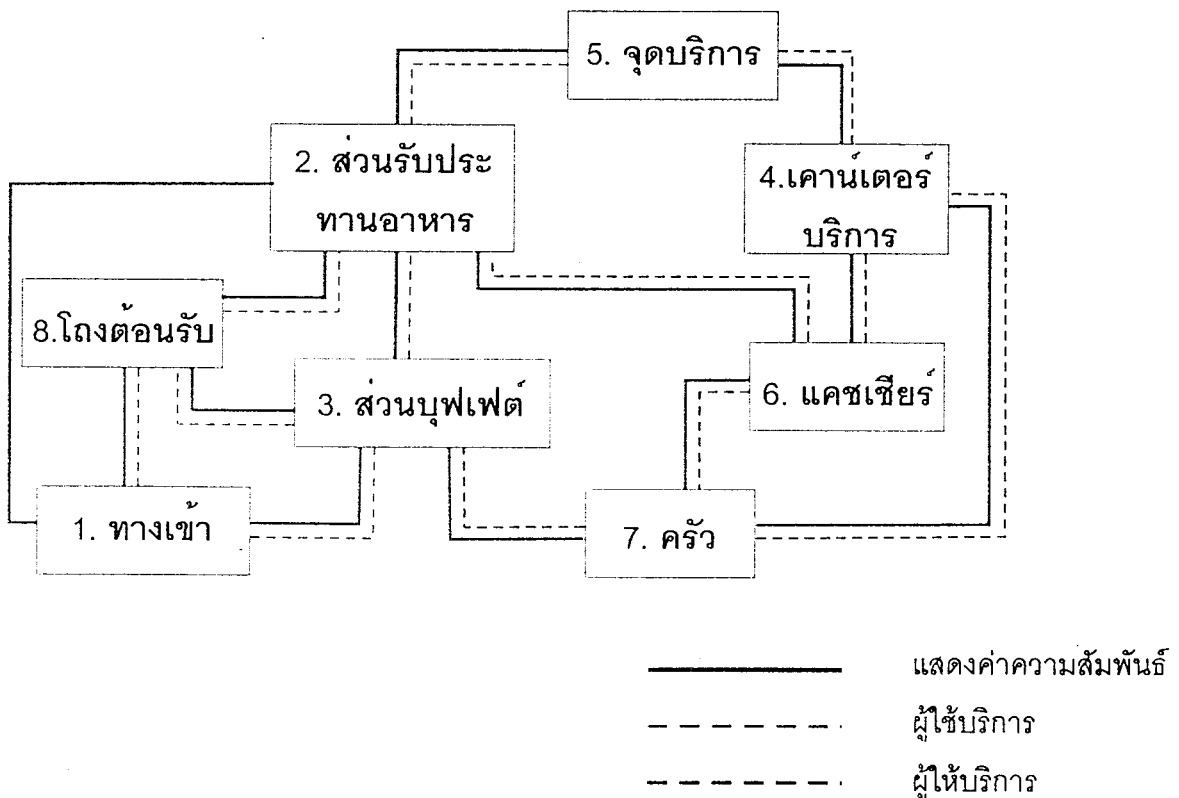 5. จุดบริการ
2. ส่วนรับประ
ทานอาหาร
4.เคาน์เตอร์
บริการ
8.โถงต้อนรับ
3. ส่วนบุฟเฟต์
6. แคชเชียร์
1. ทางเข้า
7. ครัว
แสดงค่าความสัมพันธ์
ผู้ใช้บริการ
ผู้ให้บริการ